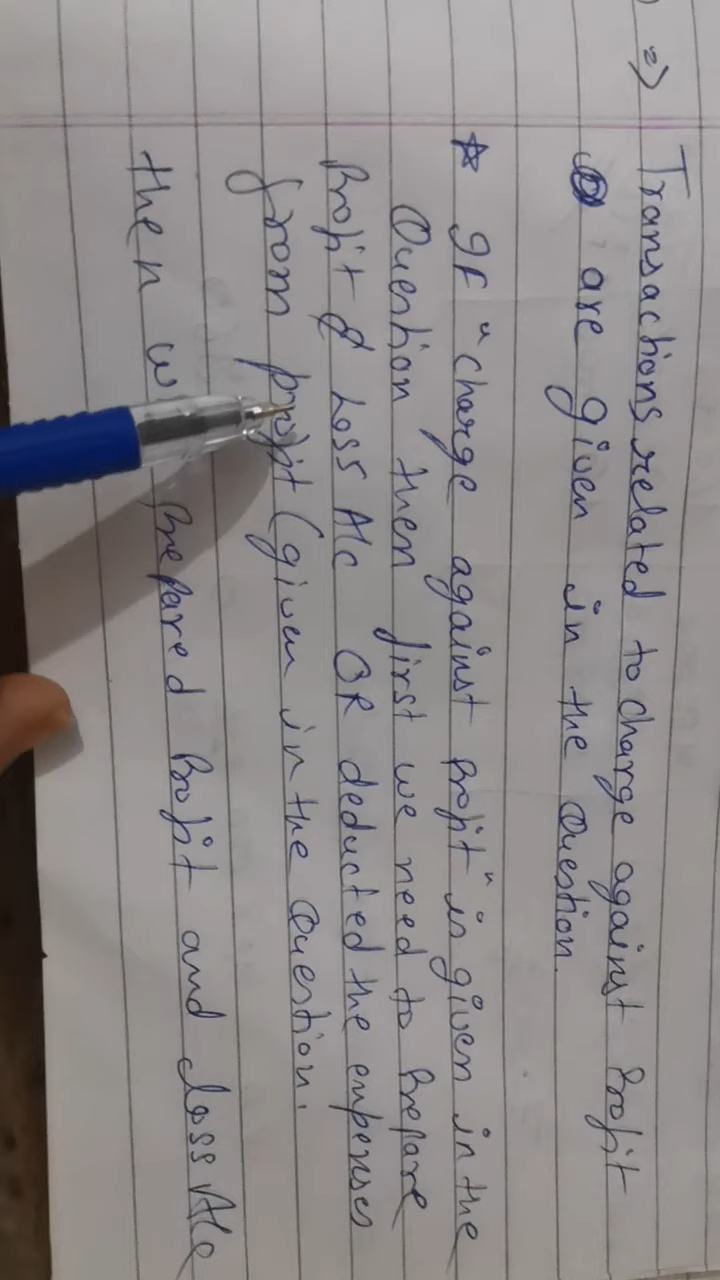 => Transactions related to charge against Profit
are given in the Question.
☆ IF "charge against Profit" is given in the
Question then first we need to Prepare
Profit & Loss A/c OR deducted the expenses
from profit (given in the Question.
then Prepared Profit and loss A/c